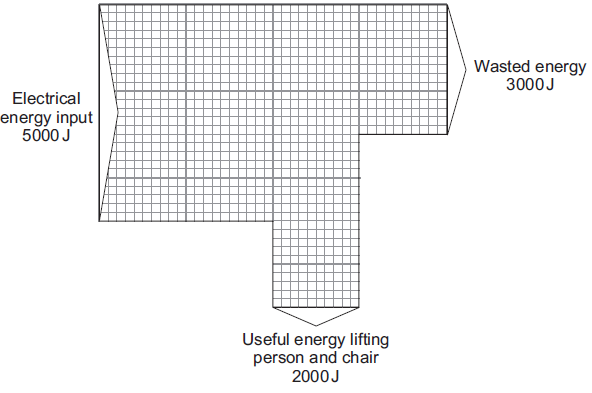 Wasted energy
3000 J
Electrical
energy input
5000 J
Useful energy lifting
person and chair
2000 J